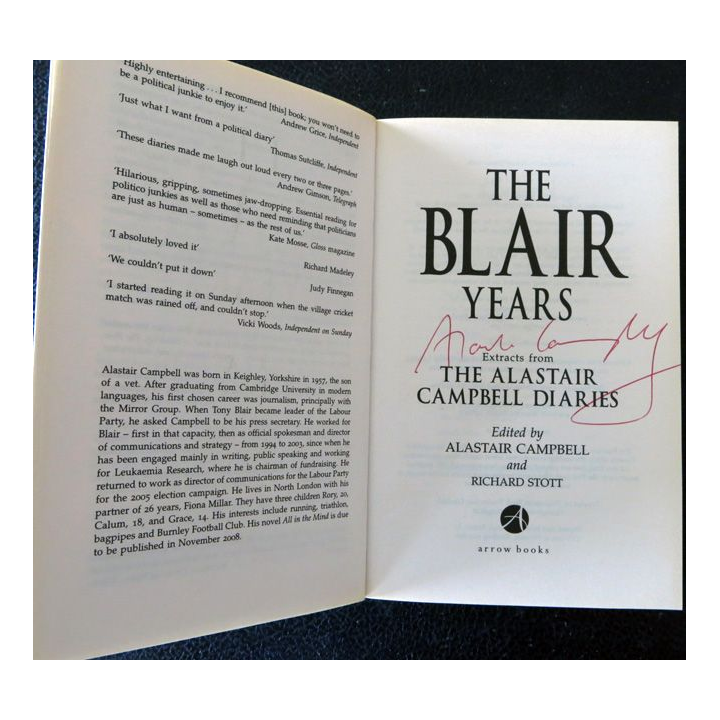 'Highly entertaining . . . I recommend [this] book; you won't need to
be a political junkie to enjoy it.'
Andrew Grice, Independent
'Just what I want from a political diary'
Thomas Sutcliffe, Independent
'These diaries made me laugh out loud every two or three pages.'
Andrew Gimson, Telegraph
'Hilarious, gripping, sometimes jaw-dropping. Essential reading for
politico junkies as well as those who need reminding that politicians
are just as human – sometimes – as the rest of us.'
Kate Mosse, Gloss magazine
'I absolutely loved it'
Richard Madeley
'We couldn't put it down'
Judy Finnegan
'I started reading it on Sunday afternoon when the village cricket
match was rained off, and couldn't stop.'
Vicki Woods, Independent on Sunday
Alastair Campbell was born in Keighley, Yorkshire in 1957, the son
of a vet. After graduating from Cambridge University in modern
languages, his first chosen career was journalism, principally with
the Mirror Group. When Tony Blair became leader of the Labour
Party, he asked Campbell to be his press secretary. He worked for
Blair – first in that capacity, then as official spokesman and director
of communications and strategy – from 1994 to 2003, since when he
has been engaged mainly in writing, public speaking and working
for Leukaemia Research, where he is chairman of fundraising. He
returned to work as director of communications for the Labour Party
for the 2005 election campaign. He lives in North London with his
partner of 26 years, Fiona Millar. They have three children Rory, 20,
Calum, 18, and Grace, 14. His interests include running, triathlon,
bagpipes and Burnley Football Club. His novel All in the Mind is due
to be published in November 2008.
THE
BLAIR
YEARS
Alastair Campbell
Extracts from
THE ALASTAIR
CAMPBELL DIARIES
Edited by
ALASTAIR CAMPBELL
and
RICHARD STOTT
A
arrow books